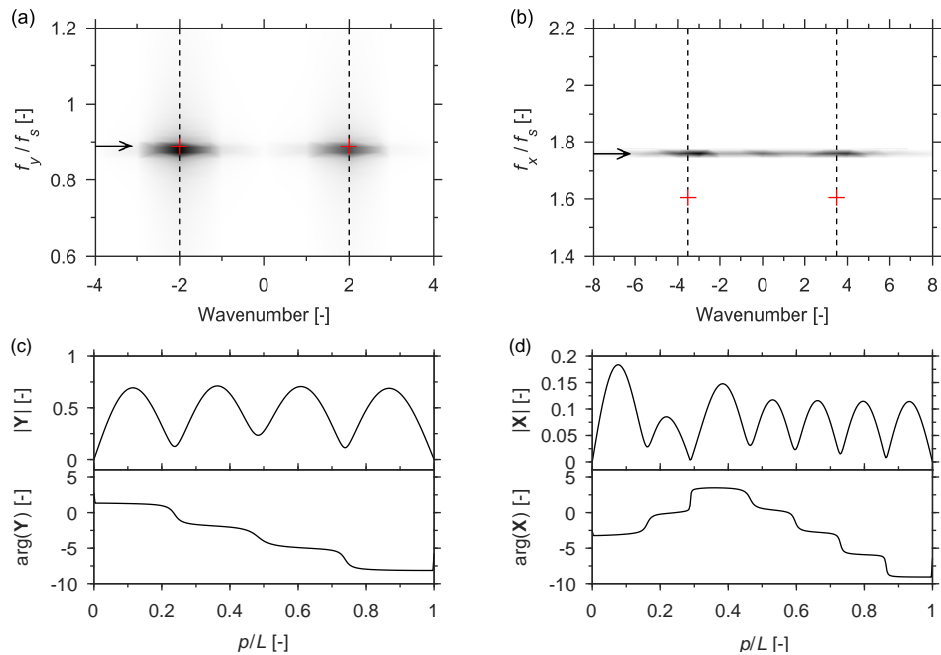 (a)
1.2
1
0.8
0.6
f_y / f_s [-]
-4 -2 0 2 4
Wavenumber [-]
(b)
2.2
2
1.8
1.6
1.4
f_x / f_s [-]
-8 -6 -4 -2 0 2 4 6 8
Wavenumber [-]
(c)
1
0.5
0
|Y| [-]
5
0
-5
-10
arg(Y) [-]
0 0.2 0.4 0.6 0.8 1
p/L [-]
(d)
0.2
0.15
0.1
0.05
0
|X| [-]
5
0
-5
-10
arg(X) [-]
0 0.2 0.4 0.6 0.8 1
p/L [-]